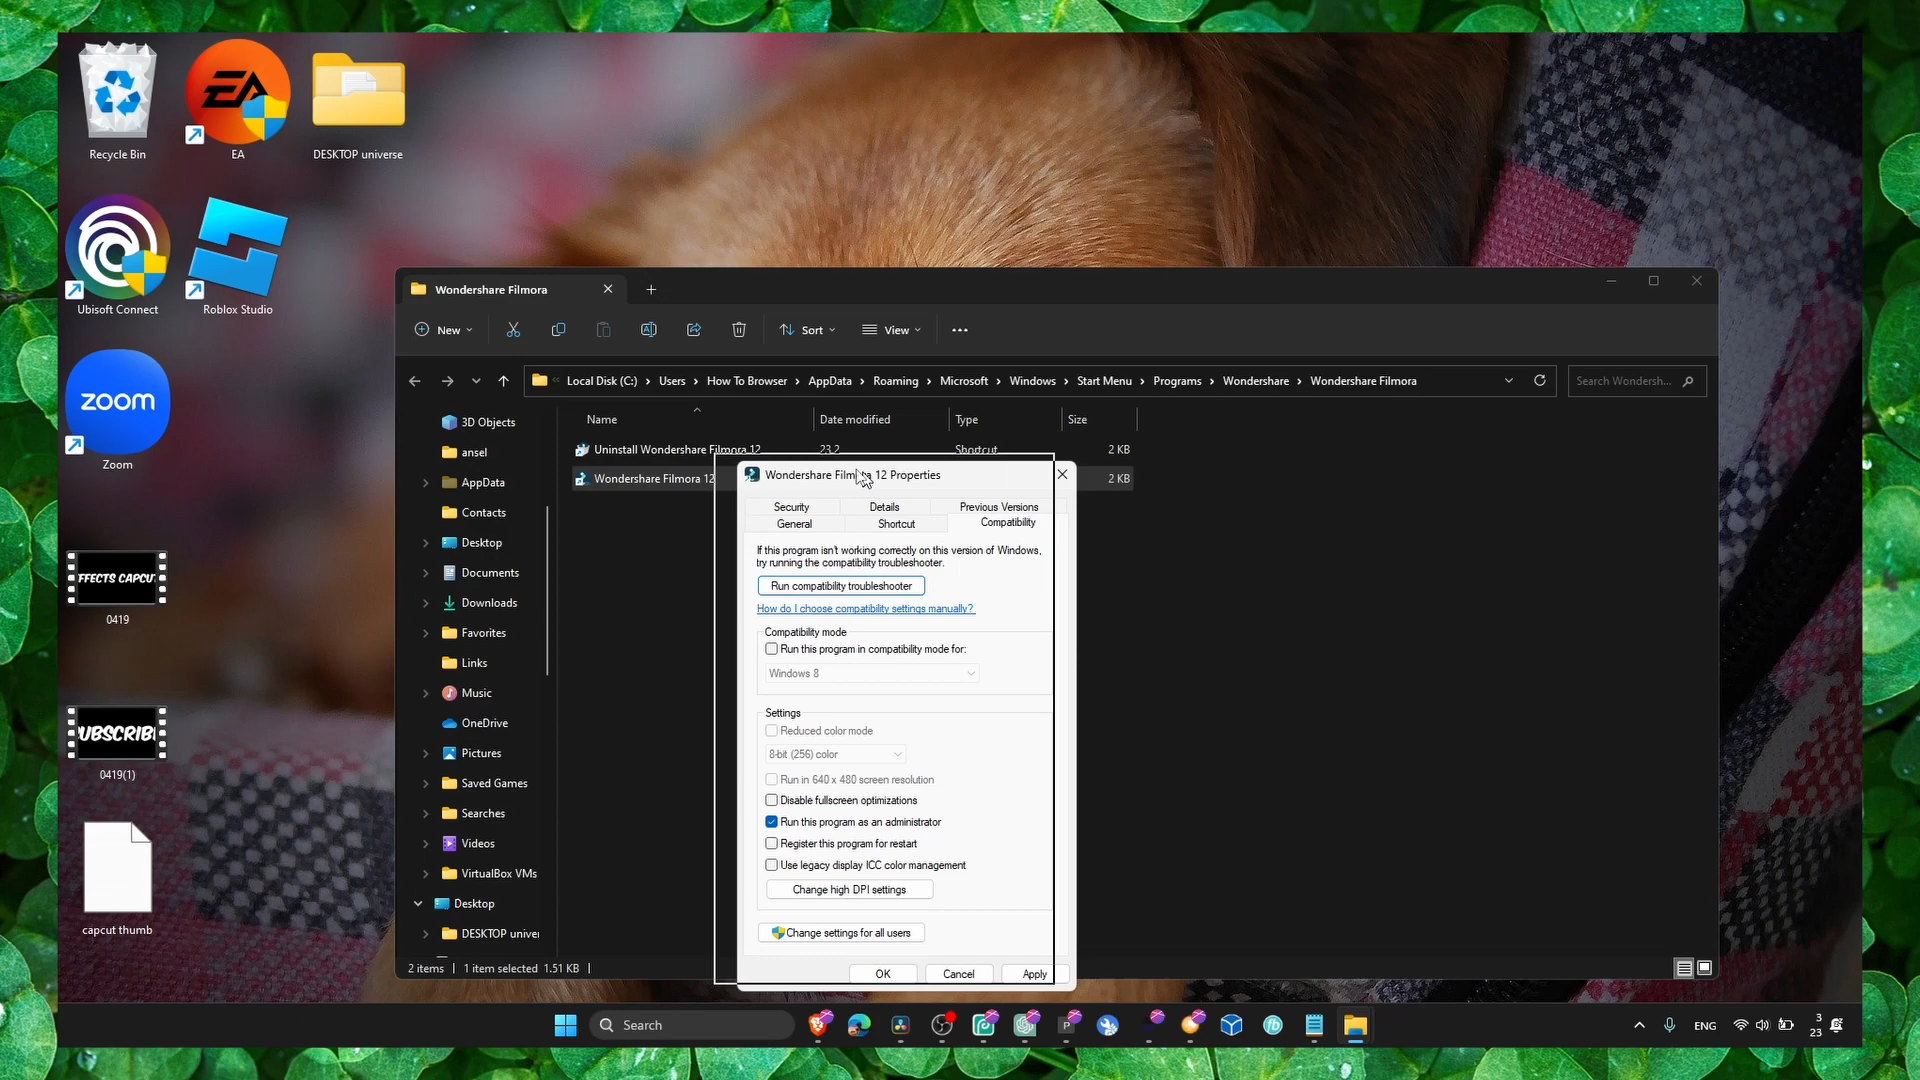 Recycle Bin
EA
DESKTOP universe
Ubisoft Connect
Roblox Studio
zoom
Zoom
0419
0419(1)
capcut thumb
Wondershare Filmora
New
Sort
View
Local Disk (C:) › Users › How To Browser › AppData › Roaming › Microsoft › Windows › Start Menu › Programs › Wondershare › Wondershare Filmora
Search Wondersh...
Name
Date modified
Type
Size
Uninstall Wondershare Filmora 12
23.2
Shortcut
2 KB
Wondershare Filmora 12
2 KB
3D Objects
ansel
AppData
Contacts
Desktop
Documents
Downloads
Favorites
Links
Music
OneDrive
Pictures
Saved Games
Searches
Videos
VirtualBox VMs
Desktop
DESKTOP univer
2 items
1 item selected 1.51 KB
Wondershare Filmora 12 Properties
Security
Details
Previous Versions
General
Shortcut
Compatibility
If this program isn't working correctly on this version of Windows,
try running the compatibility troubleshooter.
Run compatibility troubleshooter
How do I choose compatibility settings manually?
Compatibility mode
Run this program in compatibility mode for:
Windows 8
Settings
Reduced color mode
8-bit (256) color
Run in 640 x 480 screen resolution
Disable fullscreen optimizations
Run this program as an administrator
Register this program for restart
Use legacy display ICC color management
Change high DPI settings
Change settings for all users
OK
Cancel
Apply
Search
ENG
3
23